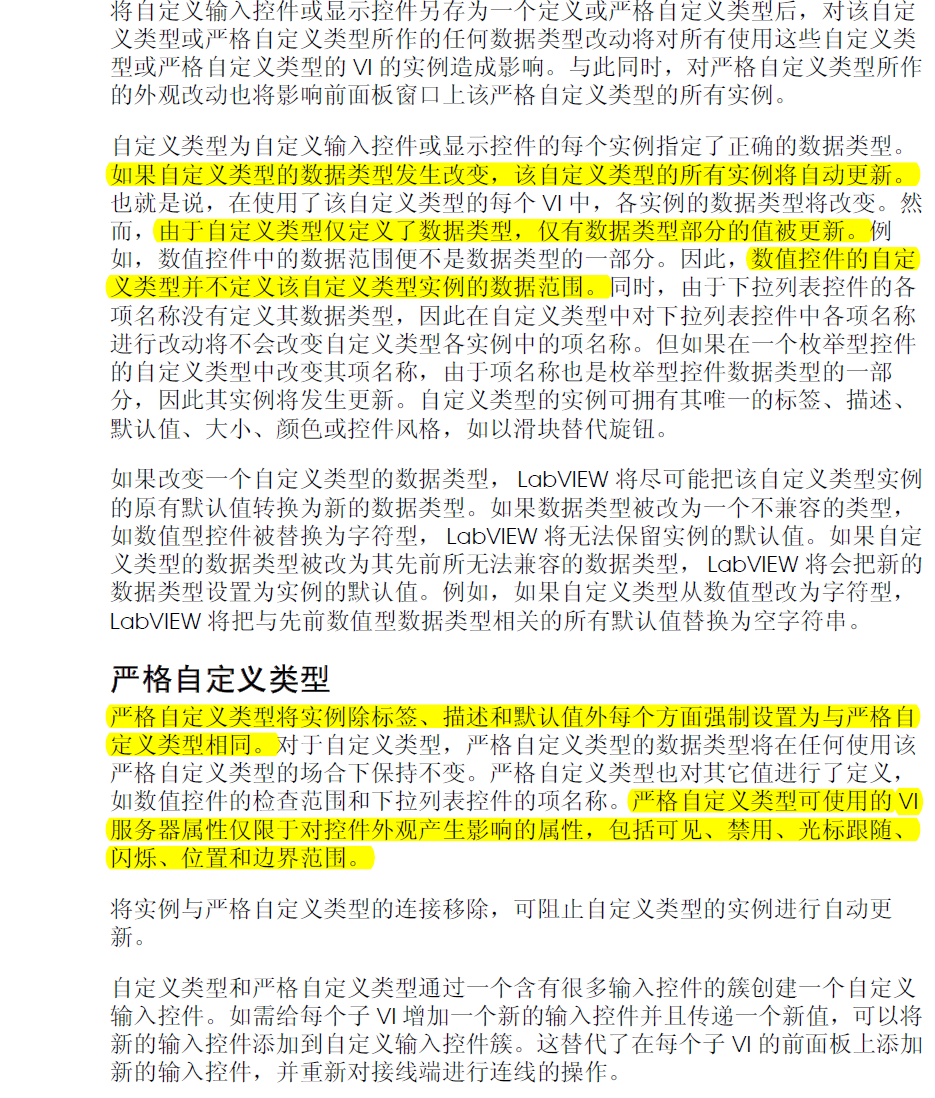 将自定义输入控件或显示控件另存为一个定义或严格自定义类型后，对该自定
义类型或严格自定义类型所作的任何数据类型改动将对所有使用这些自定义类
型或严格自定义类型的 VI 的实例造成影响。与此同时，对严格自定义类型所作
的外观改动也将影响前面板窗口上该严格自定义类型的所有实例。
自定义类型为自定义输入控件或显示控件的每个实例指定了正确的数据类型。
如果自定义类型的数据类型发生改变，该自定义类型的所有实例将自动更新。
也就是说，在使用了该自定义类型的每个 VI 中，各实例的数据类型将改变。然
而，由于自定义类型仅定义了数据类型，仅有数据类型部分的值被更新。例
如，数值控件中的数据范围便不是数据类型的一部分。因此，数值控件的自定
义类型并不定义该自定义类型实例的数据范围。同时，由于下拉列表控件的各
项名称没有定义其数据类型，因此在自定义类型中对下拉列表控件中各项名称
进行改动将不会改变自定义类型各实例中的项名称。但如果在一个枚举型控件
的自定义类型中改变其项名称，由于项名称也是枚举型控件数据类型的一部
分，因此其实例将发生更新。自定义类型的实例可拥有其唯一的标签、描述、
默认值、大小、颜色或控件风格，如以滑块替代旋钮。
如果改变一个自定义类型的数据类型， LabVIEW 将尽可能把该自定义类型实例
的原有默认值转换为新的数据类型。如果数据类型被改为一个不兼容的类型，
如数值型控件被替换为字符型， LabVIEW 将无法保留实例的默认值。如果自定
义类型的数据类型被改为其先前所无法兼容的数据类型， LabVIEW 将会把新的
数据类型设置为实例的默认值。例如，如果自定义类型从数值型改为字符型，
LabVIEW 将把与先前数值型数据类型相关的所有默认值替换为空字符串。
严格自定义类型
严格自定义类型将实例除标签、描述和默认值外每个方面强制设置为与严格自
定义类型相同。对于自定义类型，严格自定义类型的数据类型将在任何使用该
严格自定义类型的场合下保持不变。严格自定义类型也对其它值进行了定义，
如数值控件的检查范围和下拉列表控件的项名称。严格自定义类型可使用的 VI
服务器属性仅限于对控件外观产生影响的属性，包括可见、禁用、光标跟随、
闪烁、位置和边界范围。
将实例与严格自定义类型的连接移除，可阻止自定义类型的实例进行自动更
新。
自定义类型和严格自定义类型通过一个含有很多输入控件的簇创建一个自定义
输入控件。如需给每个子 VI 增加一个新的输入控件并且传递一个新值，可以将
新的输入控件添加到自定义输入控件簇。这替代了在每个子 VI 的前面板上添加
新的输入控件，并重新对接线端进行连线的操作。